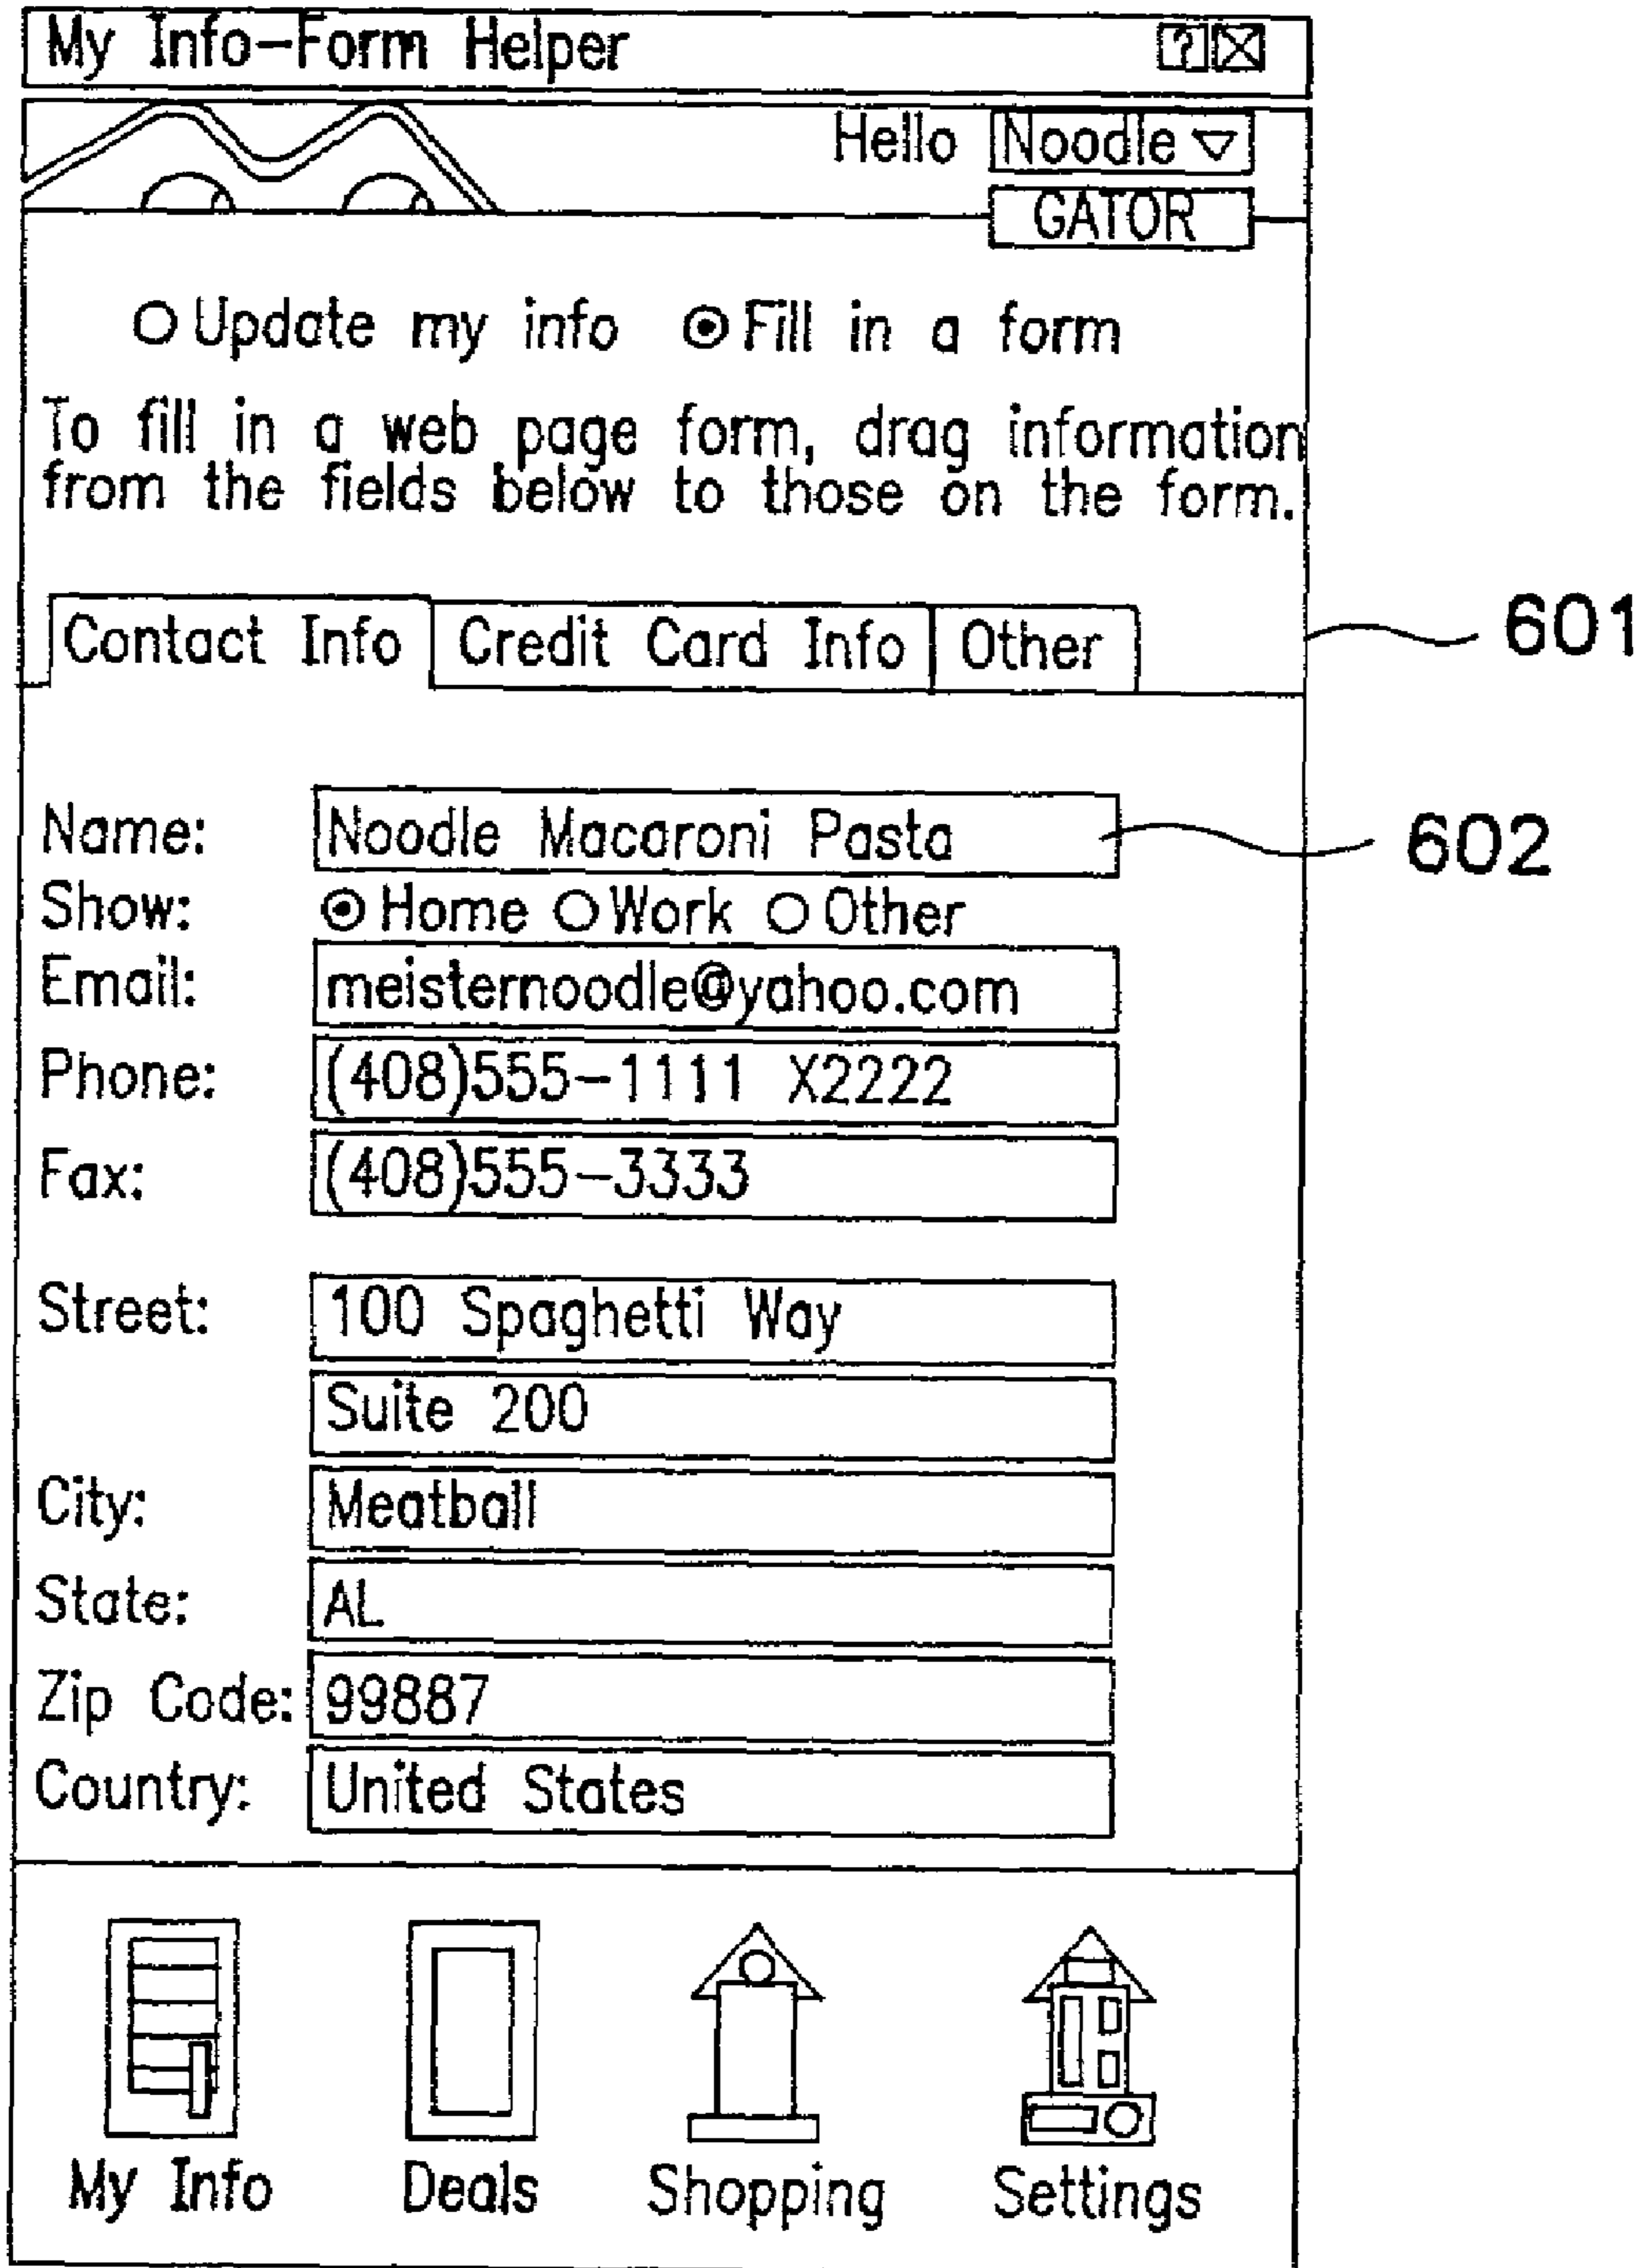 My Info-Form Helper ?
Hello Noodle
GATOR
Update my info Fill in a form
To fill in a web page form, drag information
from the fields below to those on the form.
Contact Info Credit Card Info Other
601
Name: Noodle Macaroni Pasta
602
Show: Home Work Other
Email: meisternoodle@yahoo.com
Phone: (408)555-1111 X2222
Fax: (408)555-3333
Street: 100 Spaghetti Way
Suite 200
City: Meatball
State: AL
Zip Code: 99887
Country: United States
My Info Deals Shopping Settings